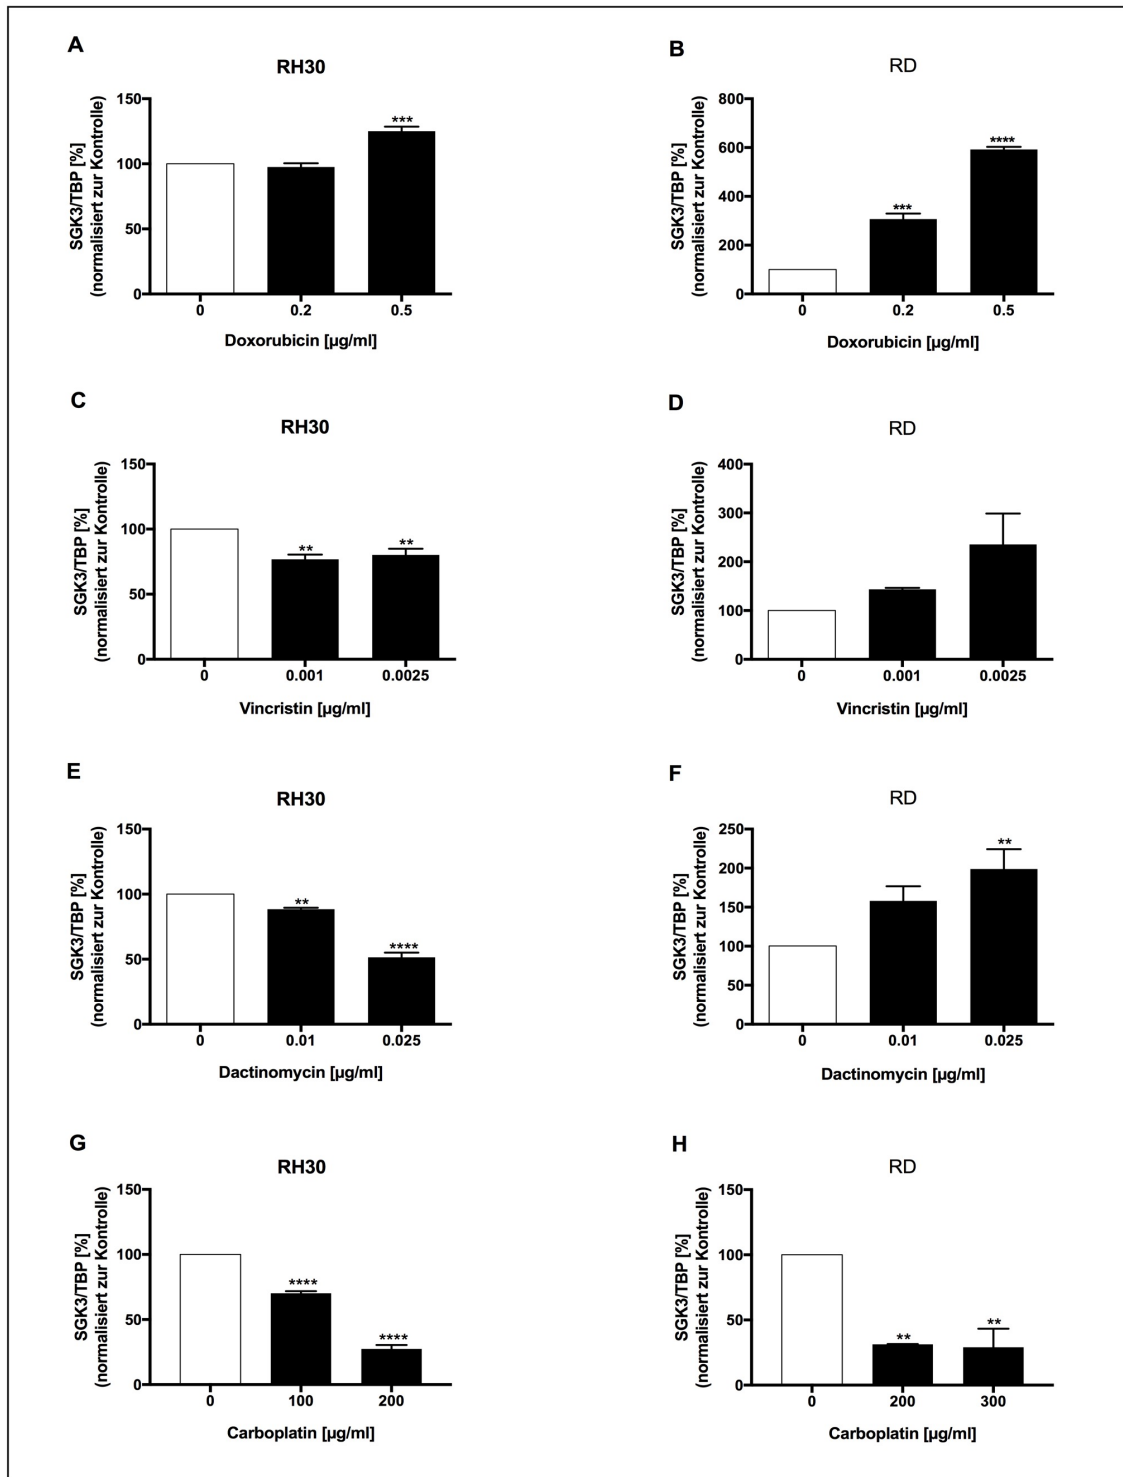 A
RH30
SGK3/TBP [%]
(normalisiert zur Kontrolle)
150
100
50
0
***
0 0.2 0.5
Doxorubicin [µg/ml]
B
RD
SGK3/TBP [%]
(normalisiert zur Kontrolle)
800
600
400
200
0
*** ****
0 0.2 0.5
Doxorubicin [µg/ml]
C
RH30
SGK3/TBP [%]
(normalisiert zur Kontrolle)
150
100
50
0
** **
0 0.001 0.0025
Vincristin [µg/ml]
D
RD
SGK3/TBP [%]
(normalisiert zur Kontrolle)
400
300
200
100
0
0 0.001 0.0025
Vincristin [µg/ml]
E
RH30
SGK3/TBP [%]
(normalisiert zur Kontrolle)
150
100
50
0
** ****
0 0.01 0.025
Dactinomycin [µg/ml]
F
RD
SGK3/TBP [%]
(normalisiert zur Kontrolle)
250
200
150
100
50
0
**
0 0.01 0.025
Dactinomycin [µg/ml]
G
RH30
SGK3/TBP [%]
(normalisiert zur Kontrolle)
150
100
50
0
**** ****
0 100 200
Carboplatin [µg/ml]
H
RD
SGK3/TBP [%]
(normalisiert zur Kontrolle)
150
100
50
0
** **
0 200 300
Carboplatin [µg/ml]